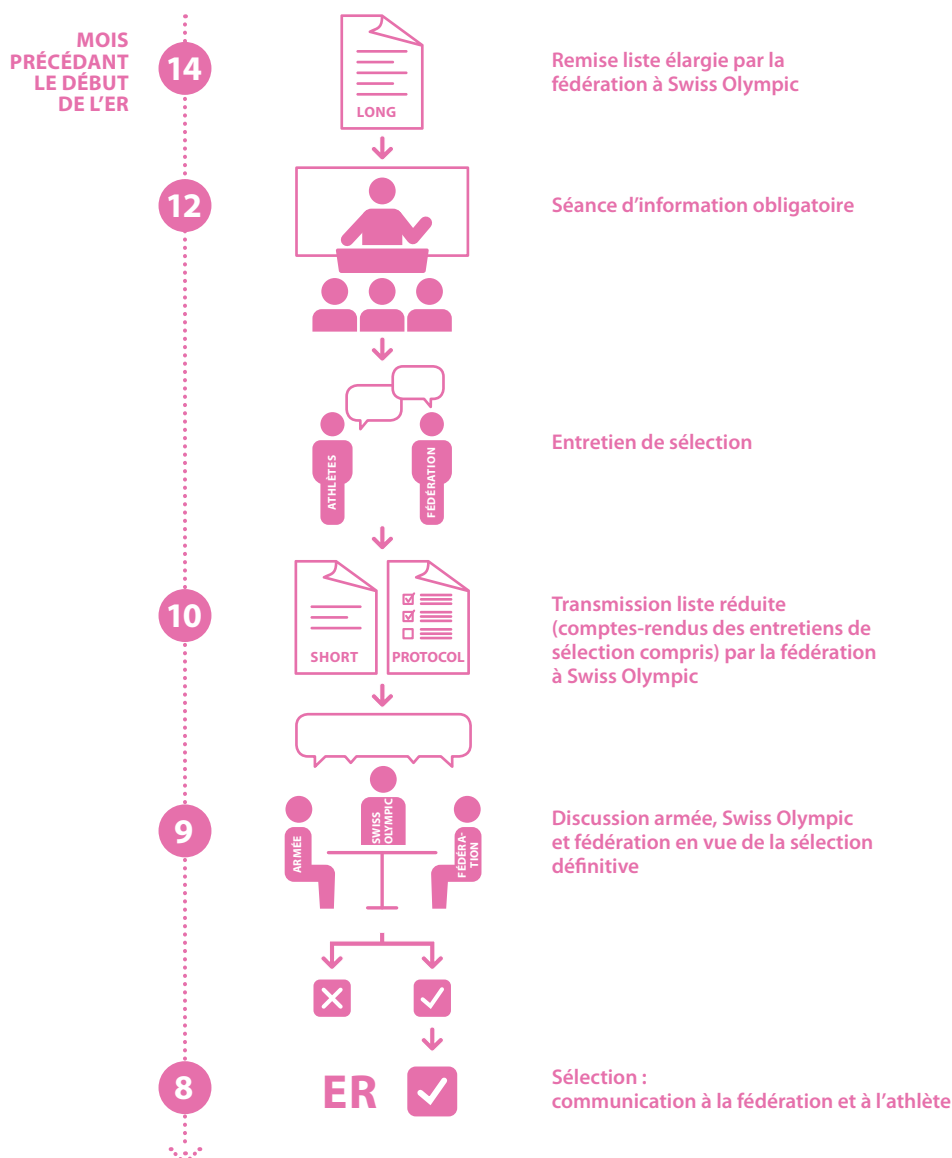 MOIS
PRÉCÉDANT
LE DÉBUT
DE L'ER
14
LONG
Remise liste élargie par la
fédération à Swiss Olympic
12
Séance d'information obligatoire
ATHLÈTES
FÉDÉRATION
Entretien de sélection
10
SHORT
PROTOCOL
Transmission liste réduite
(comptes-rendus des entretiens de
sélection compris) par la fédération
à Swiss Olympic
9
ARMÉE
SWISS
OLYMPIC
FÉDÉRA-
TION
Discussion armée, Swiss Olympic
et fédération en vue de la sélection
définitive
8
ER
Sélection :
communication à la fédération et à l'athlète